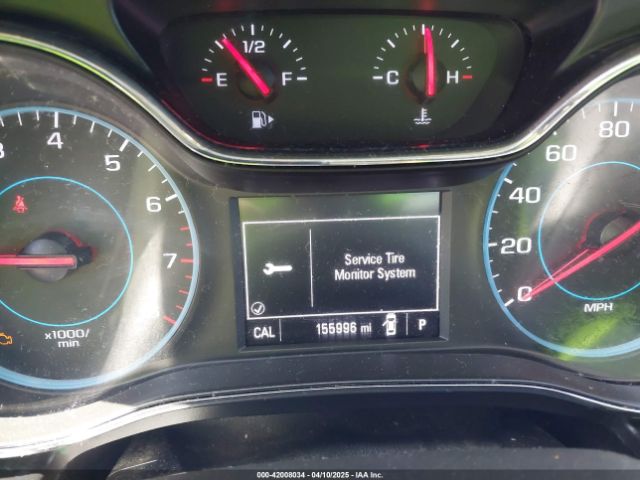 1/2
E F
C H
3 4 5 6 7
x1000/
min
Service Tire
Monitor System
CAL 155996 mi P
20 40 60 80
MPH
000-42008034 - 04/10/2025 - IAA Inc.